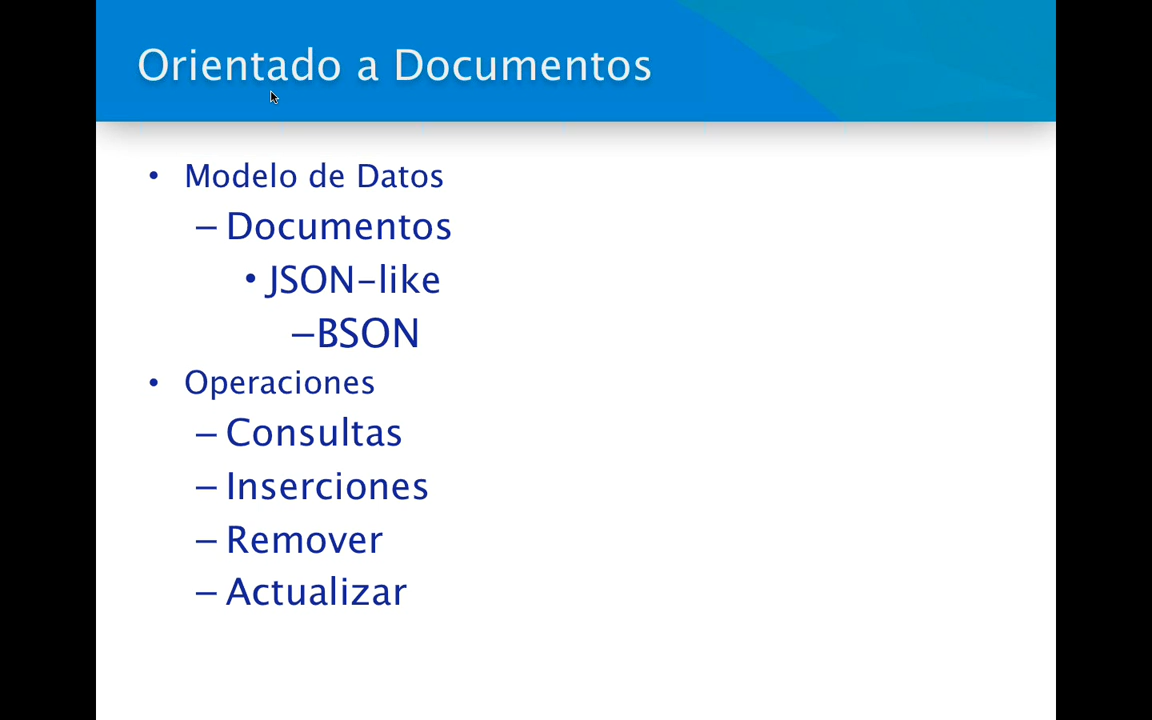 Orientado a Documentos
• Modelo de Datos
– Documentos
• JSON-like
–BSON
• Operaciones
– Consultas
– Inserciones
– Remover
– Actualizar